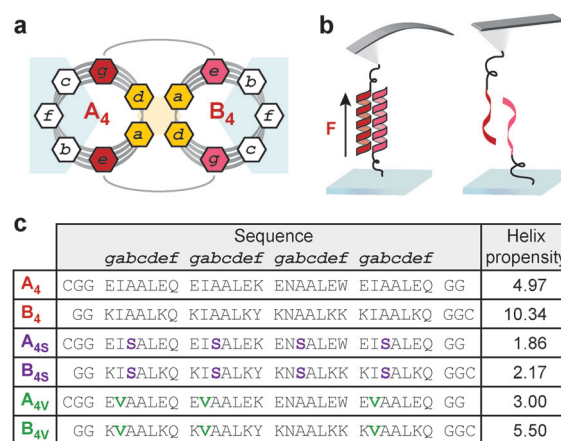 a
b
g
e
c
d
a
b
f
A4
B4
f
b
a
d
c
e
g
F
c
Sequence
Helix propensity
gabcdef gabcdef gabcdef gabcdef
A4 CGG EIAALEQ EIAALEK ENAALEW EIAALEQ GG 4.97
B4 GG KIAALKQ KIAALKY KNAALKK KIAALKQ GGC 10.34
A4S CGG EISALEQ EISALEK ENSALEW EISALEQ GG 1.86
B4S GG KISALKQ KISALKY KNSALKK KISALKQ GGC 2.17
A4V CGG EVAALEQ EVAALEK ENAALEW EVAALEQ GG 3.00
B4V GG KVAALKQ KVAALKY KNAALKK KVAALKQ GGC 5.50